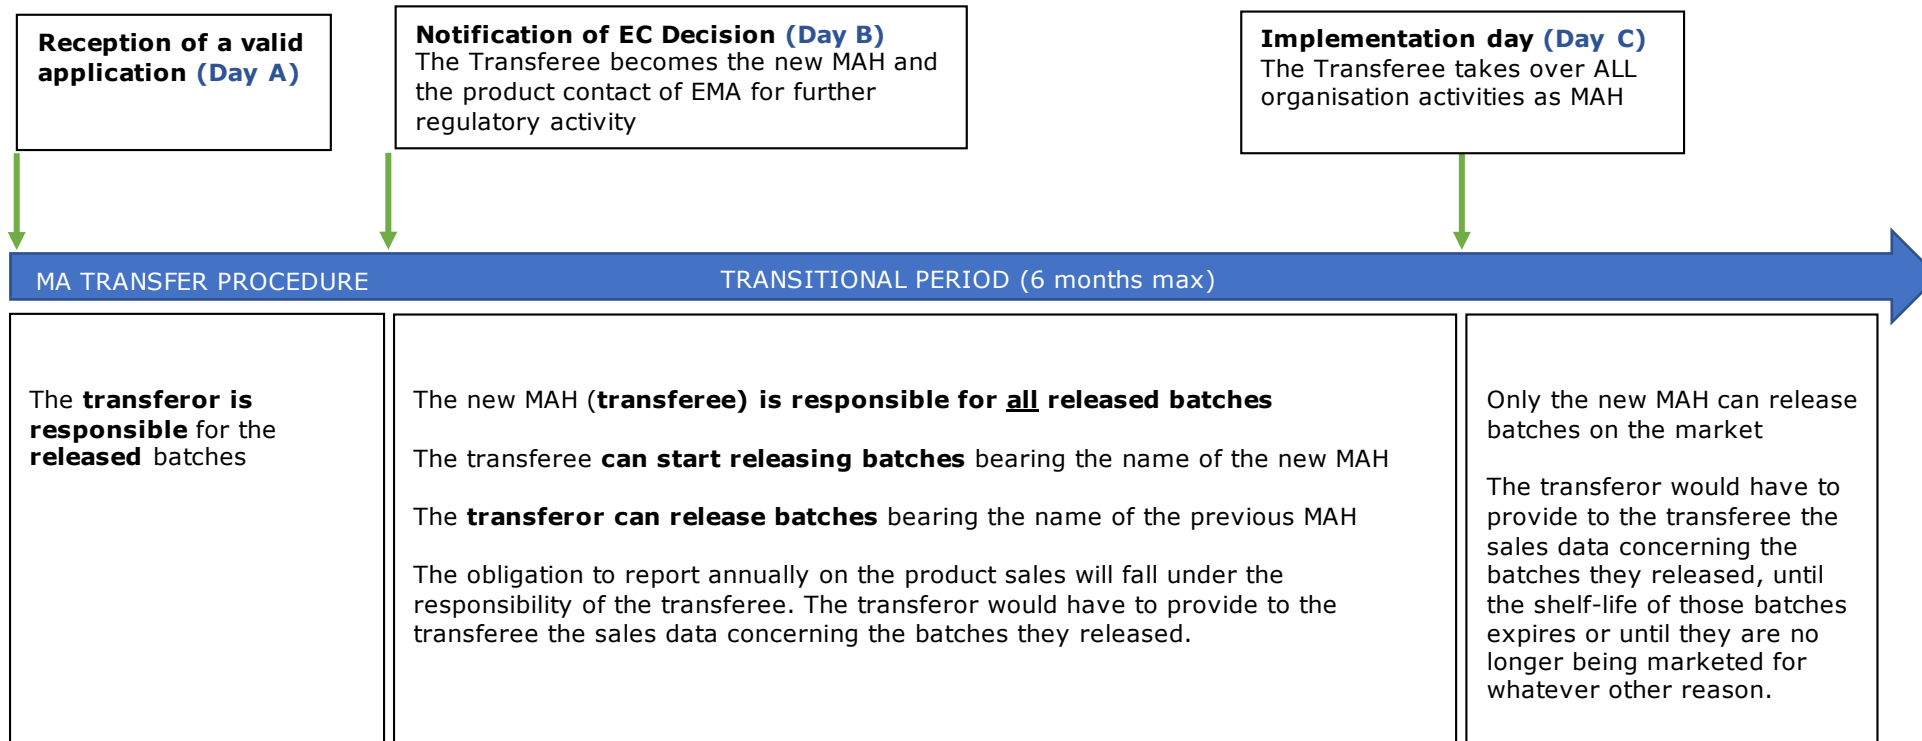 Reception of a valid
application (Day A)
Notification of EC Decision (Day B)
The Transferee becomes the new MAH and
the product contact of EMA for further
regulatory activity
Implementation day (Day C)
The Transferee takes over ALL
organisation activities as MAH
MA TRANSFER PROCEDURE
TRANSITIONAL PERIOD (6 months max)
The transferor is
responsible for the
released batches
The new MAH (transferee) is responsible for all released batches
The transferee can start releasing batches bearing the name of the new MAH
The transferor can release batches bearing the name of the previous MAH
The obligation to report annually on the product sales will fall under the
responsibility of the transferee. The transferor would have to provide to the
transferee the sales data concerning the batches they released.
Only the new MAH can release
batches on the market
The transferor would have to
provide to the transferee the
sales data concerning the
batches they released, until
the shelf-life of those batches
expires or until they are no
longer being marketed for
whatever other reason.